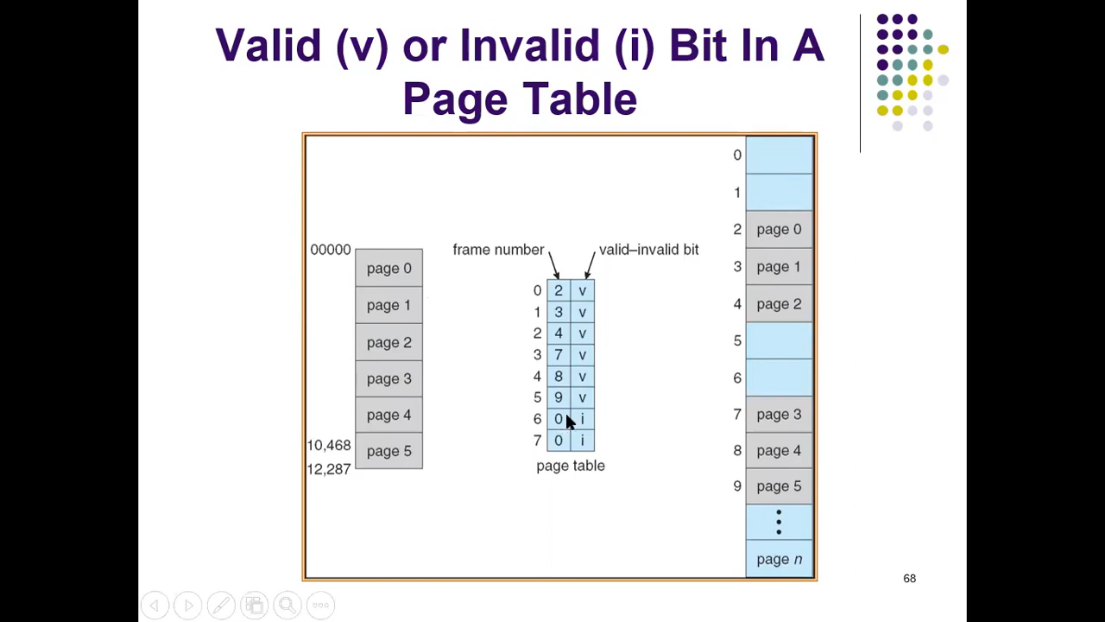 Valid (v) or Invalid (i) Bit In A
Page Table
00000
page 0
page 1
page 2
page 3
page 4
10,468
page 5
12,287
frame number
valid–invalid bit
0 2 v
1 3 v
2 4 v
3 7 v
4 8 v
5 9 v
6 0 i
7 0 i
page table
0
1
2 page 0
3 page 1
4 page 2
5
6
7 page 3
8 page 4
9 page 5
page n
68